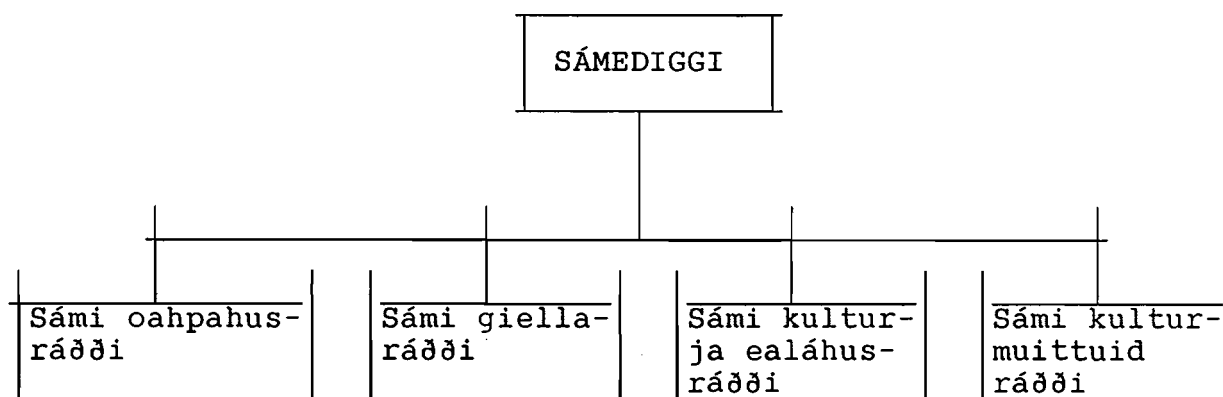 SÁMEDIGGI
Sámi oahpahus-
ráđđi
Sámi giella-
ráđđi
Sámi kultur-
ja ealáhus-
ráđđi
Sámi kultur-
muittuid
ráđđi